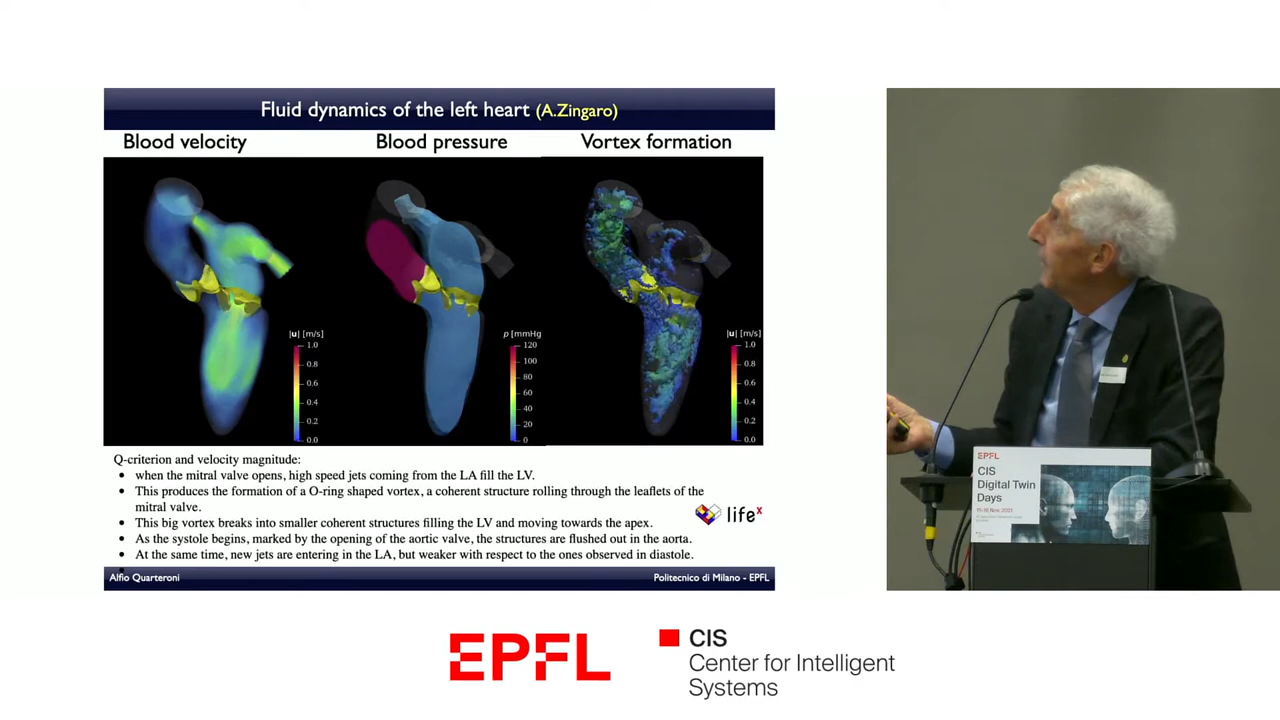 Fluid dynamics of the left heart (A.Zingaro)
Blood velocity
Blood pressure
Vortex formation
|u| [m/s]
1.0
0.8
0.6
0.4
0.2
0.0
p [mmHg]
120
100
80
60
40
20
0
|u| [m/s]
1.0
0.8
0.6
0.4
0.2
0.0
Q-criterion and velocity magnitude:
• when the mitral valve opens, high speed jets coming from the LA fill the LV.
• This produces the formation of a O-ring shaped vortex, a coherent structure rolling through the leaflets of the
mitral valve.
• This big vortex breaks into smaller coherent structures filling the LV and moving towards the apex.
• As the systole begins, marked by the opening of the aortic valve, the structures are flushed out in the aorta.
• At the same time, new jets are entering in the LA, but weaker with respect to the ones observed in diastole.
lifex
Alfio Quarteroni
Politecnico di Milano - EPFL
EPFL
CIS
Digital Twin
Days
EPFL
CIS
Center for Intelligent
Systems